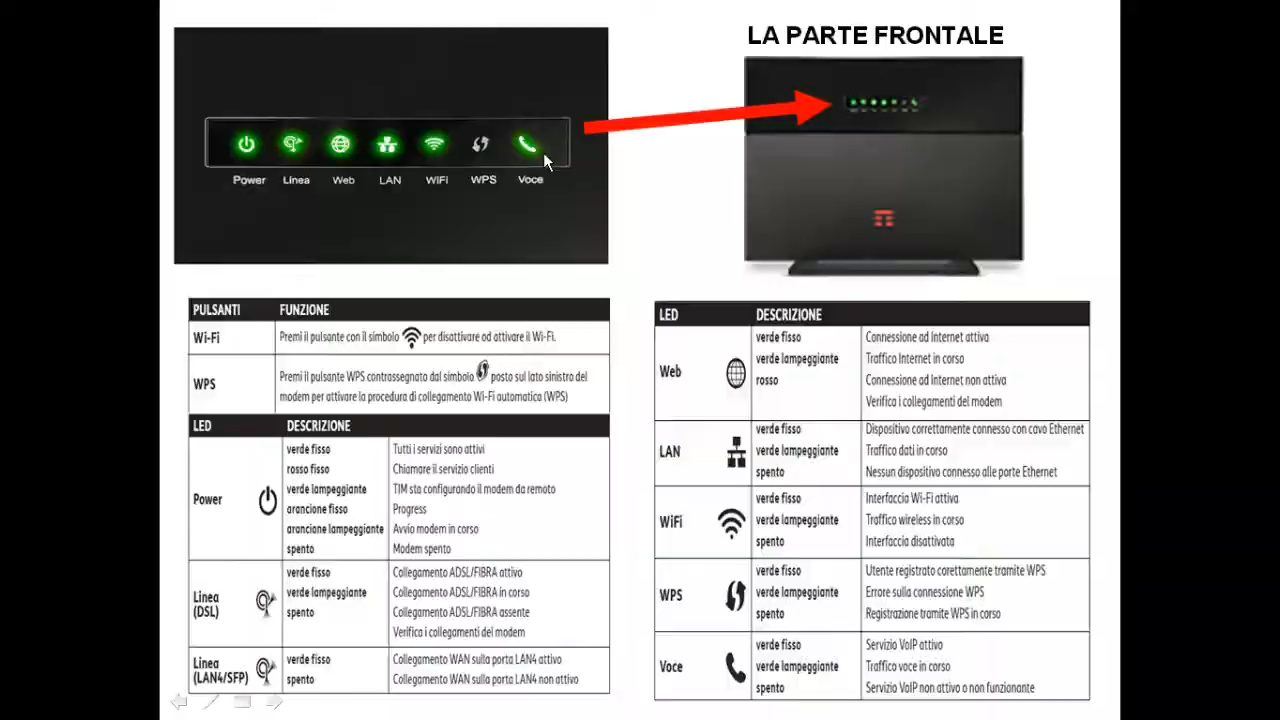 LA PARTE FRONTALE
Power Linea Web LAN WIFI WPS Voce
PULSANTI FUNZIONE
Wi-Fi Premi il pulsante con il simbolo per disattivare od attivare il Wi-Fi.
WPS Premi il pulsante WPS contrassegnato dal simbolo posto sul lato sinistro del
modem per attivare la procedura di collegamento Wi-Fi automatica (WPS)
LED DESCRIZIONE
Power
verde fisso Tutti i servizi sono attivi
rosso fisso Chiamare il servizio clienti
verde lampeggiante TIM sta configurando il modem da remoto
arancione fisso Progress
arancione lampeggiante Avvio modem in corso
spento Modem spento
Linea
(DSL)
verde fisso Collegamento ADSL/FIBRA attivo
verde lampeggiante Collegamento ADSL/FIBRA in corso
spento Collegamento ADSL/FIBRA assente
Verifica i collegamenti del modem
Linea
(LAN4/SFP)
verde fisso Collegamento WAN sulla porta LAN4 attivo
spento Collegamento WAN sulla porta LAN4 non attivo
LED DESCRIZIONE
Web
verde fisso Connessione ad Internet attiva
verde lampeggiante Traffico Internet in corso
rosso Connessione ad Internet non attiva
Verifica i collegamenti del modem
LAN
verde fisso Dispositivo correttamente connesso con cavo Ethernet
verde lampeggiante Traffico dati in corso
spento Nessun dispositivo connesso alle porte Ethernet
WiFi
verde fisso Interfaccia Wi-Fi attiva
verde lampeggiante Traffico wireless in corso
spento Interfaccia disattivata
WPS
verde fisso Utente registrato corettamente tramite WPS
verde lampeggiante Errore sulla connessione WPS
spento Registrazione tramite WPS in corso
Voce
verde fisso Servizio VoIP attivo
verde lampeggiante Traffico voce in corso
spento Servizio VoIP non attivo o non funzionante